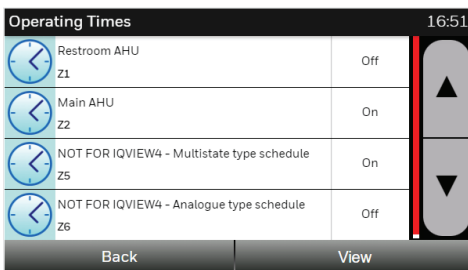 Operating Times 16:51
Restroom AHU
Z1
Off
Main AHU
Z2
On
NOT FOR IQVIEW4 - Multistate type schedule
Z5
On
NOT FOR IQVIEW4 - Analogue type schedule
Z6
Off
Back View